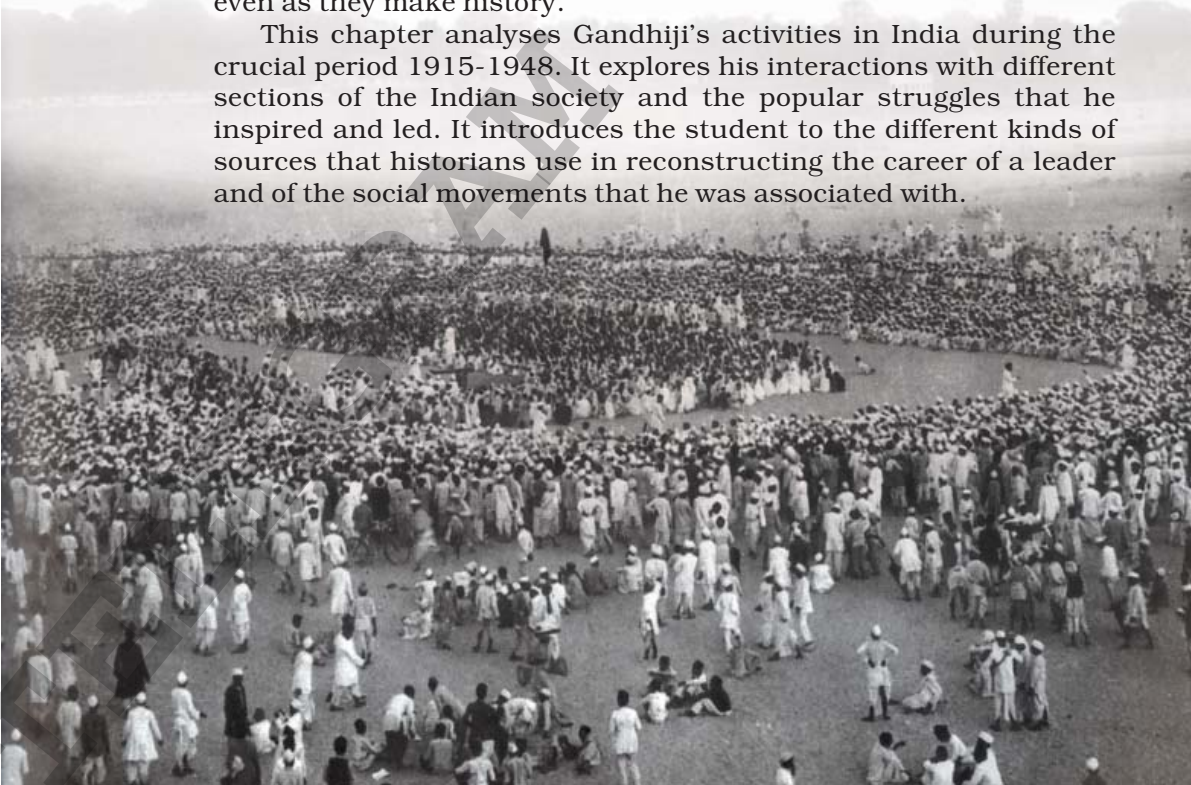 even as they make history.
This chapter analyses Gandhiji’s activities in India during the
crucial period 1915-1948. It explores his interactions with different
sections of the Indian society and the popular struggles that he
inspired and led. It introduces the student to the different kinds of
sources that historians use in reconstructing the career of a leader
and of the social movements that he was associated with.